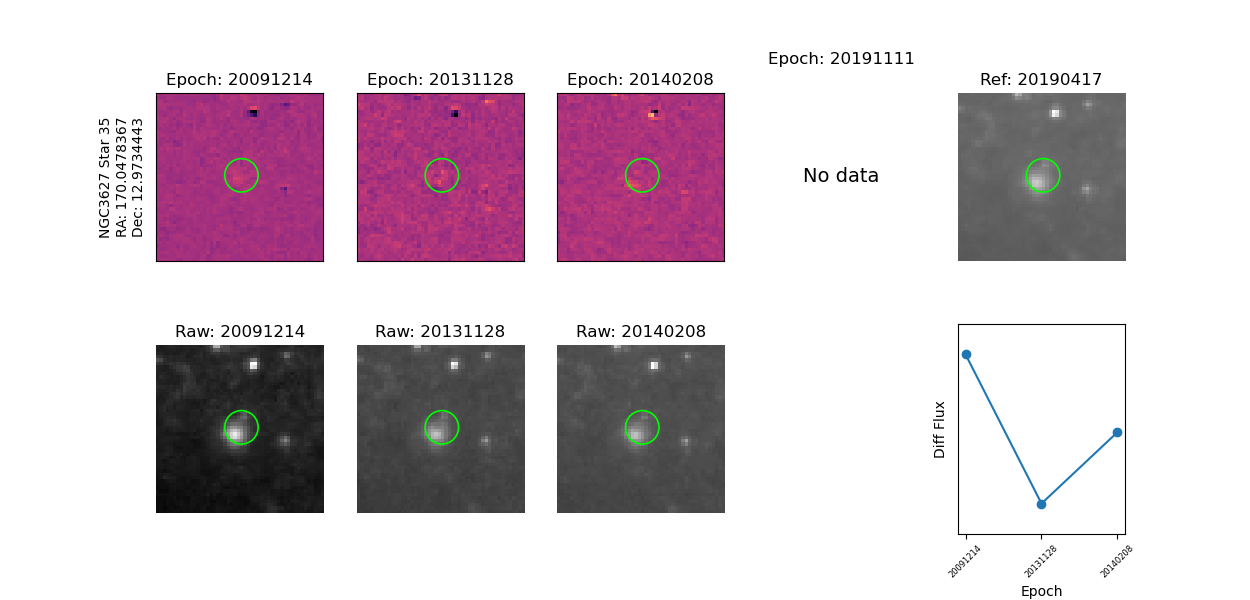 Epoch: 20091214
Epoch: 20131128
Epoch: 20140208
Epoch: 20191111
Ref: 20190417
NGC3627 Star 35
RA: 170.0478367
Dec: 12.9734443
No data
Raw: 20091214
Raw: 20131128
Raw: 20140208
Diff Flux
20091214
20131128
20140208
Epoch